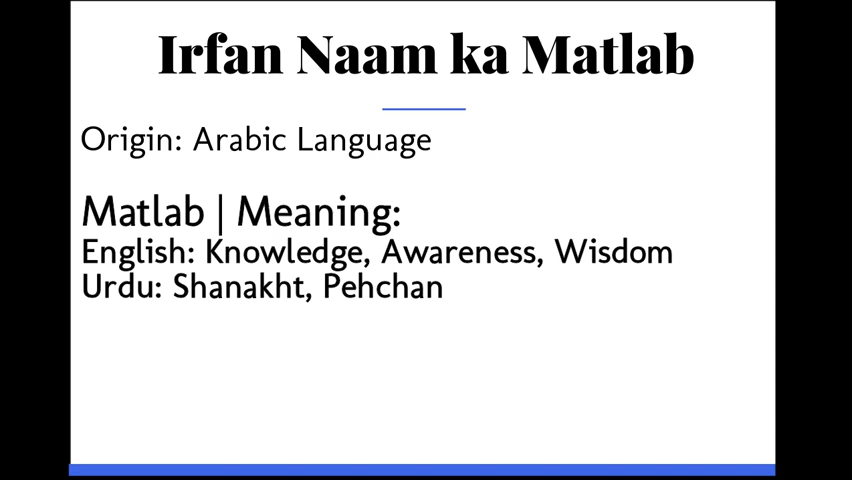 Irfan Naam ka Matlab
Origin: Arabic Language
Matlab | Meaning:
English: Knowledge, Awareness, Wisdom
Urdu: Shanakht, Pehchan